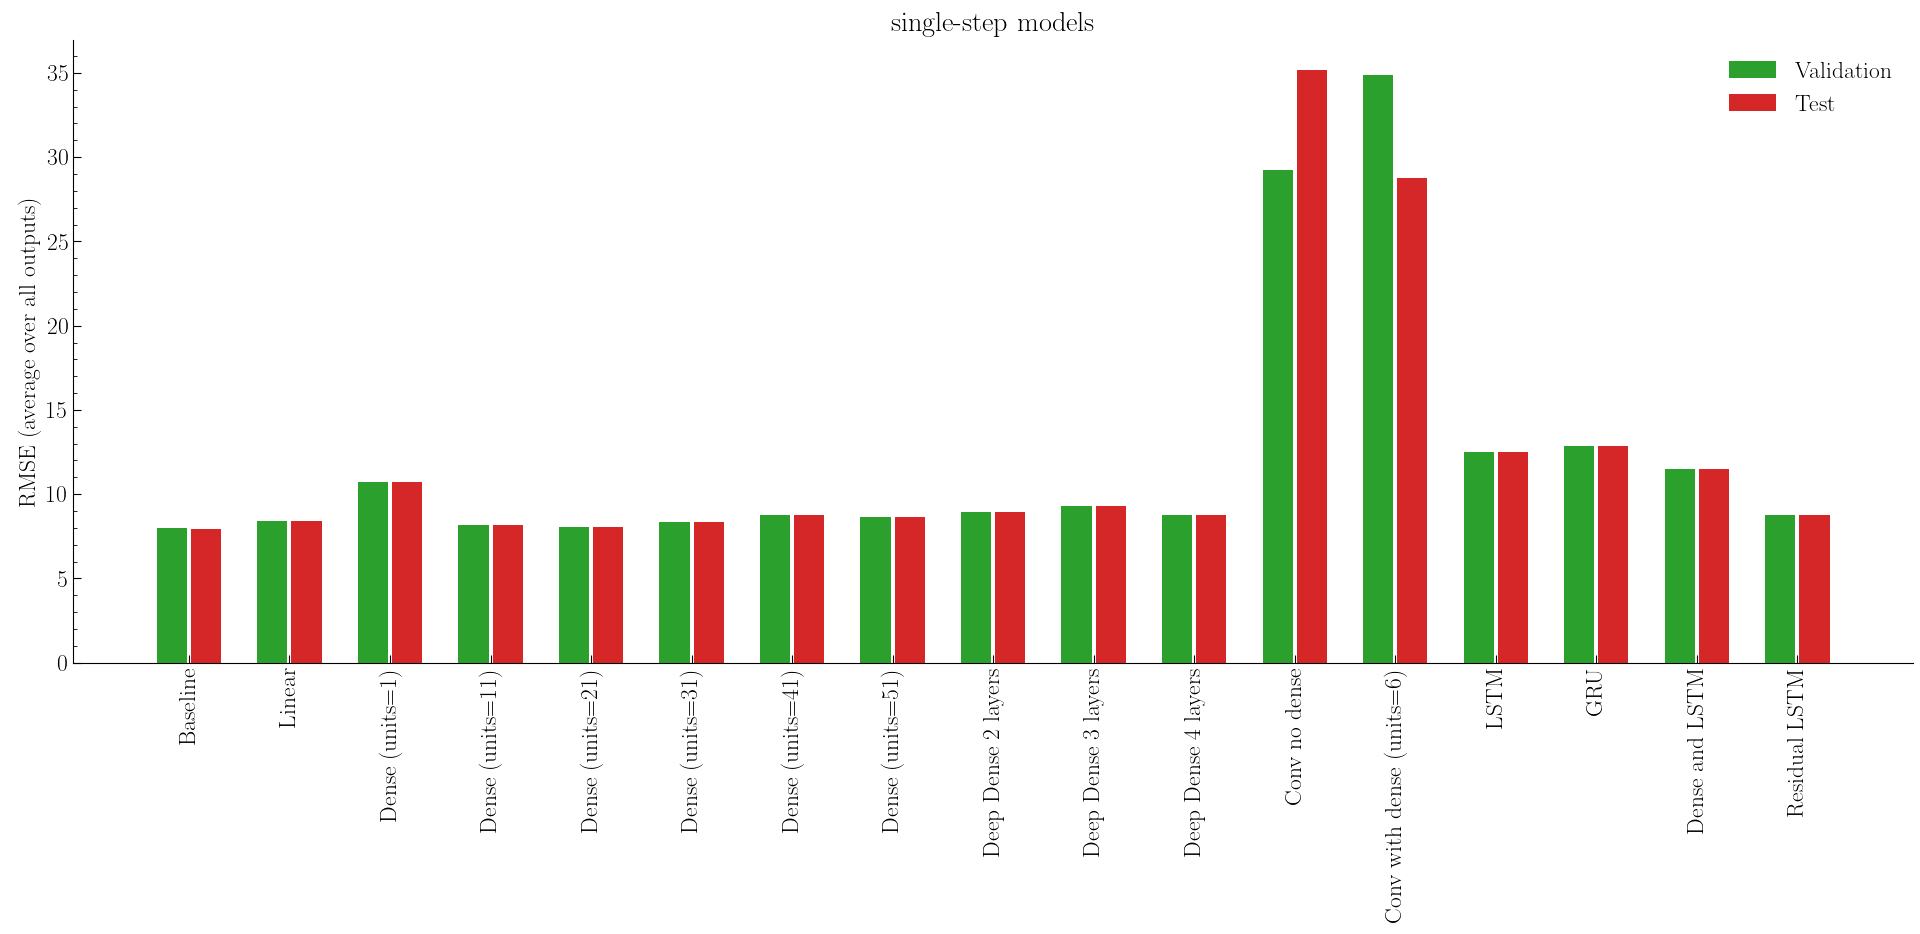 single-step models
Validation
Test
RMSE (average over all outputs)
35
30
25
20
15
10
5
0
Baseline
Linear
Dense (units=1)
Dense (units=11)
Dense (units=21)
Dense (units=31)
Dense (units=41)
Dense (units=51)
Deep Dense 2 layers
Deep Dense 3 layers
Deep Dense 4 layers
Conv no dense
Conv with dense (units=6)
LSTM
GRU
Dense and LSTM
Residual LSTM